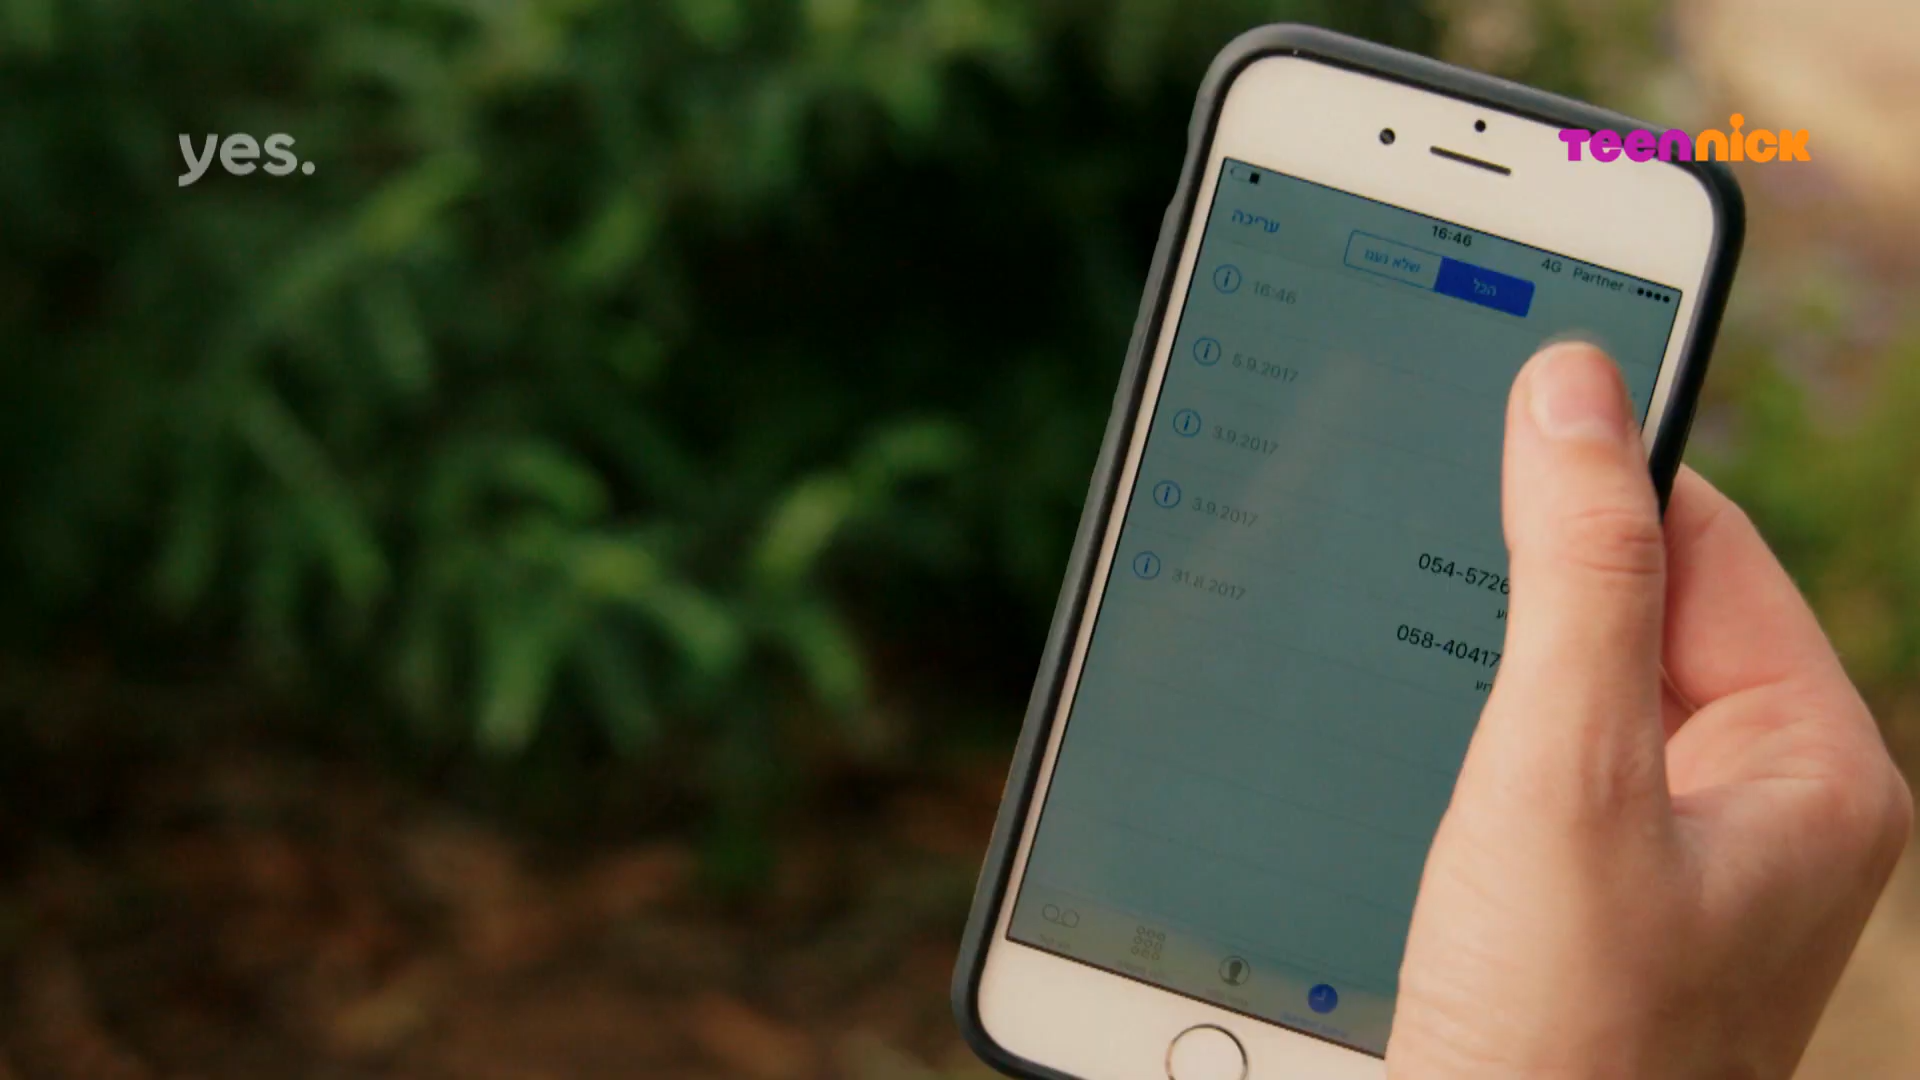 yes.
TEENNICK
16:46
4G Partner
עריכה
שלא נענו
הכל
16:46
5.9.2017
3.9.2017
3.9.2017
054-5726
31.8.2017
058-40417